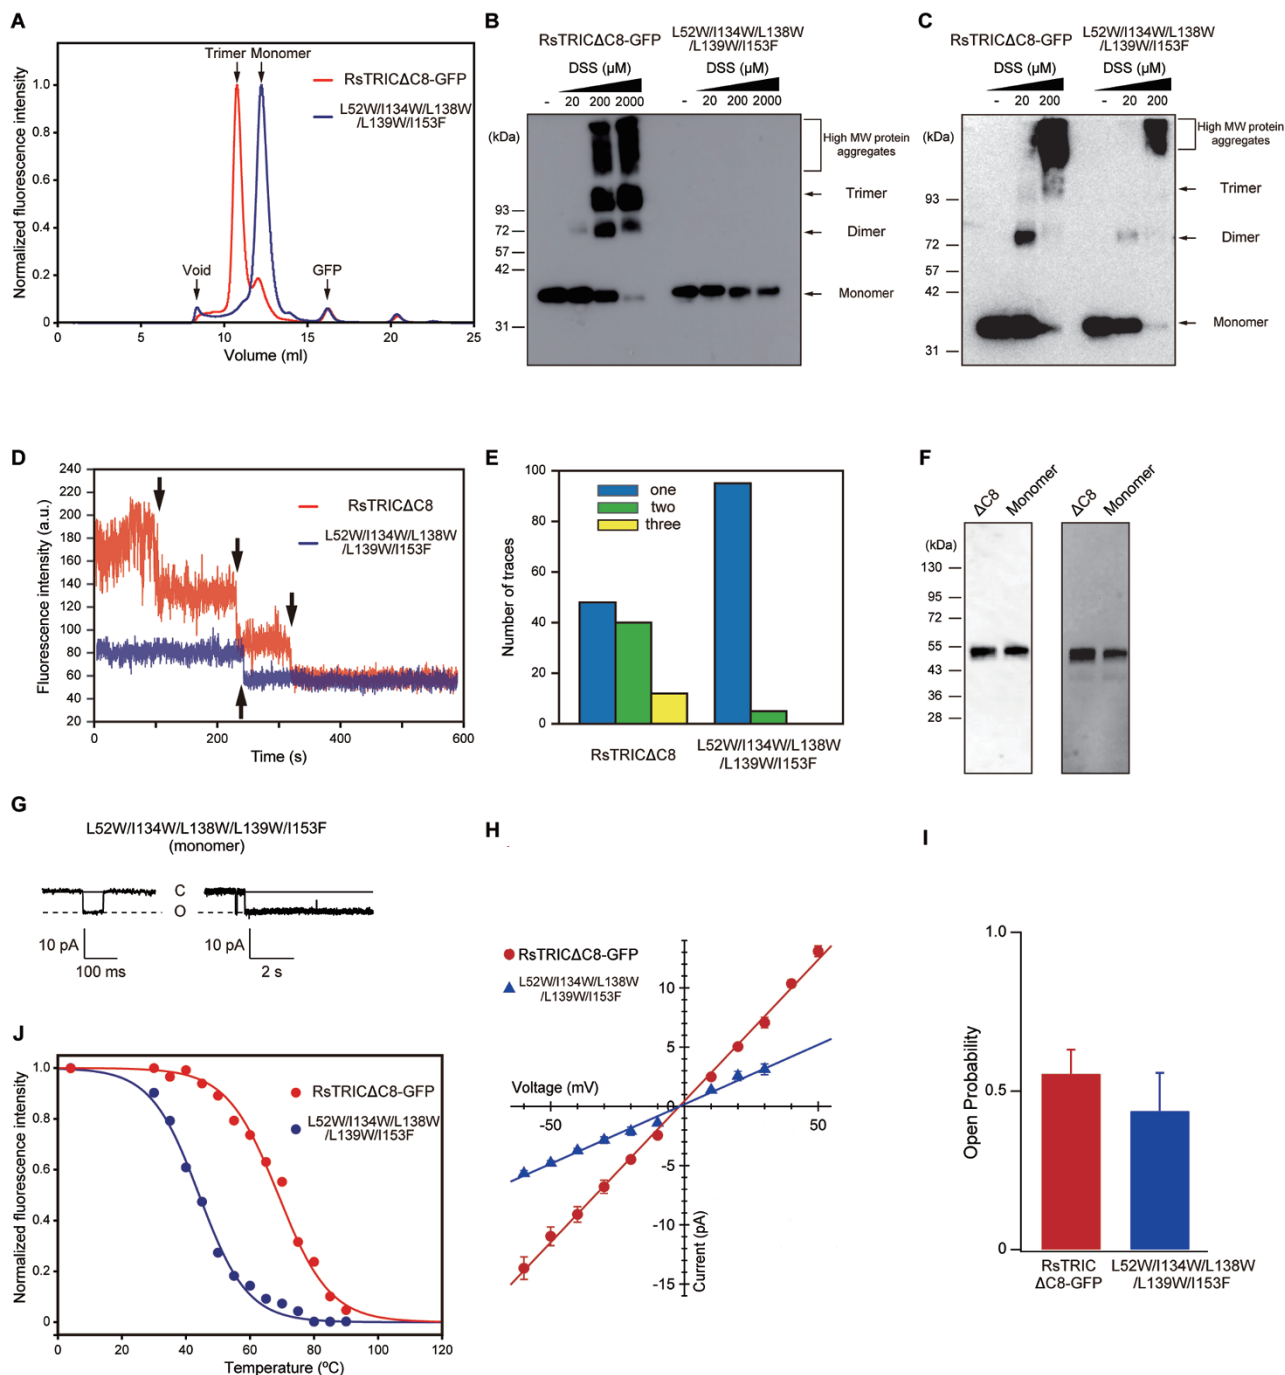 A
Trimer Monomer
RsTRICΔC8-GFP
L52W/I134W/L138W
/L139W/I153F
Normalized fluorescence intensity
1.0
0.8
0.6
0.4
0.2
0
Void
GFP
0
5
10
15
20
25
Volume (ml)
B
RsTRICΔC8-GFP
L52W/I134W/L138W
/L139W/I153F
DSS (µM)
DSS (µM)
- 20 200 2000
- 20 200 2000
(kDa)
93
72
57
42
31
High MW protein
aggregates
Trimer
Dimer
Monomer
C
RsTRICΔC8-GFP
L52W/I134W/L138W
/L139W/I153F
DSS (µM)
DSS (µM)
- 20 200
- 20 200
(kDa)
93
72
57
42
31
High MW protein
aggregates
Trimer
Dimer
Monomer
D
RsTRICΔC8
L52W/I134W/L138W
/L139W/I153F
Fluorescence intensity (a.u.)
240
220
200
180
160
140
120
100
80
60
40
20
0
200
400
600
Time (s)
E
Number of traces
100
80
60
40
20
0
one
two
three
RsTRICΔC8
L52W/I134W/L138W
/L139W/I153F
F
ΔC8
Monomer
ΔC8
Monomer
(kDa)
130
95
72
55
43
36
28
G
L52W/I134W/L138W/L139W/I153F
(monomer)
C
O
10 pA
100 ms
10 pA
2 s
H
RsTRICΔC8-GFP
L52W/I134W/L138W
/L139W/I153F
Voltage (mV)
-50
50
10
5
0
-5
-10
-15
Current (pA)
I
Open Probability
1.0
0.5
0
RsTRIC
ΔC8-GFP
L52W/I134W/L138W
/L139W/I153F
J
RsTRICΔC8-GFP
L52W/I134W/L138W
/L139W/I153F
Normalized fluorescence intensity
1.0
0.8
0.6
0.4
0.2
0
0
20
40
60
80
100
120
Temperature (ºC)